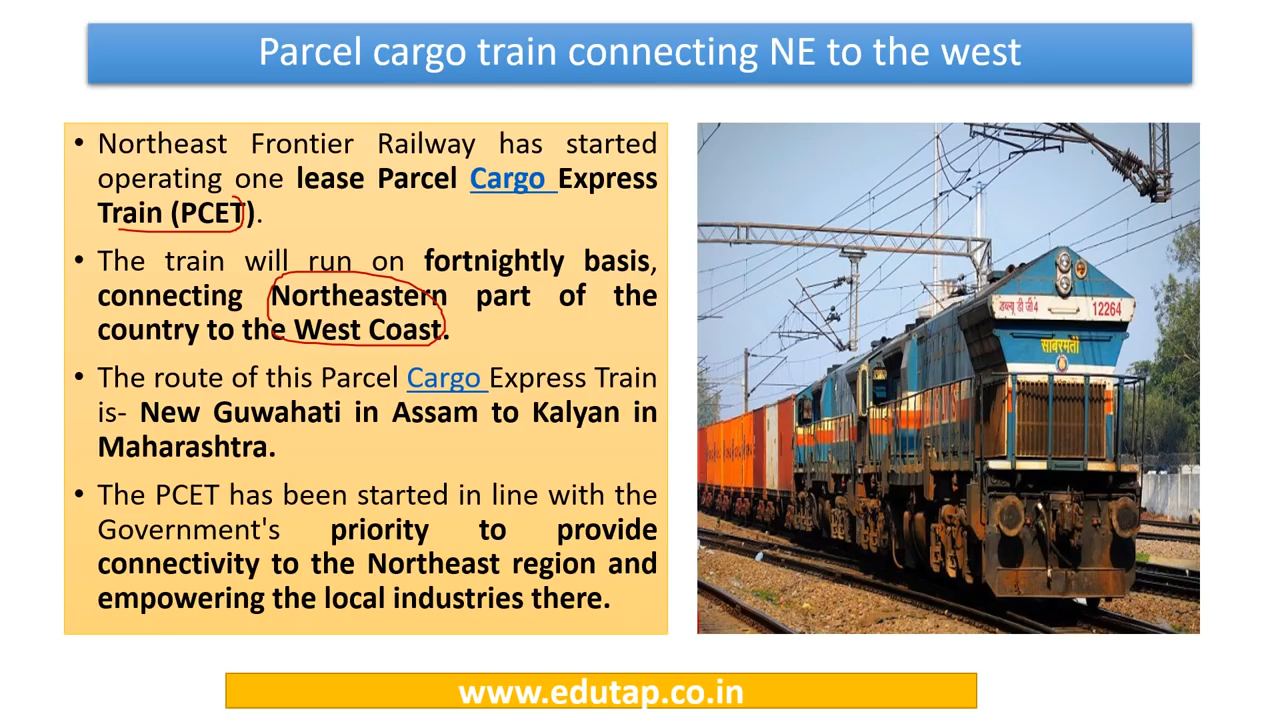 Parcel cargo train connecting NE to the west
• Northeast Frontier Railway has started
operating one lease Parcel Cargo Express
Train (PCET).
• The train will run on fortnightly basis,
connecting Northeastern part of the
country to the West Coast.
• The route of this Parcel Cargo Express Train
is- New Guwahati in Assam to Kalyan in
Maharashtra.
• The PCET has been started in line with the
Government's priority to provide
connectivity to the Northeast region and
empowering the local industries there.
डब्ल्यू डी जी4 12264
साबरमती
www.edutap.co.in